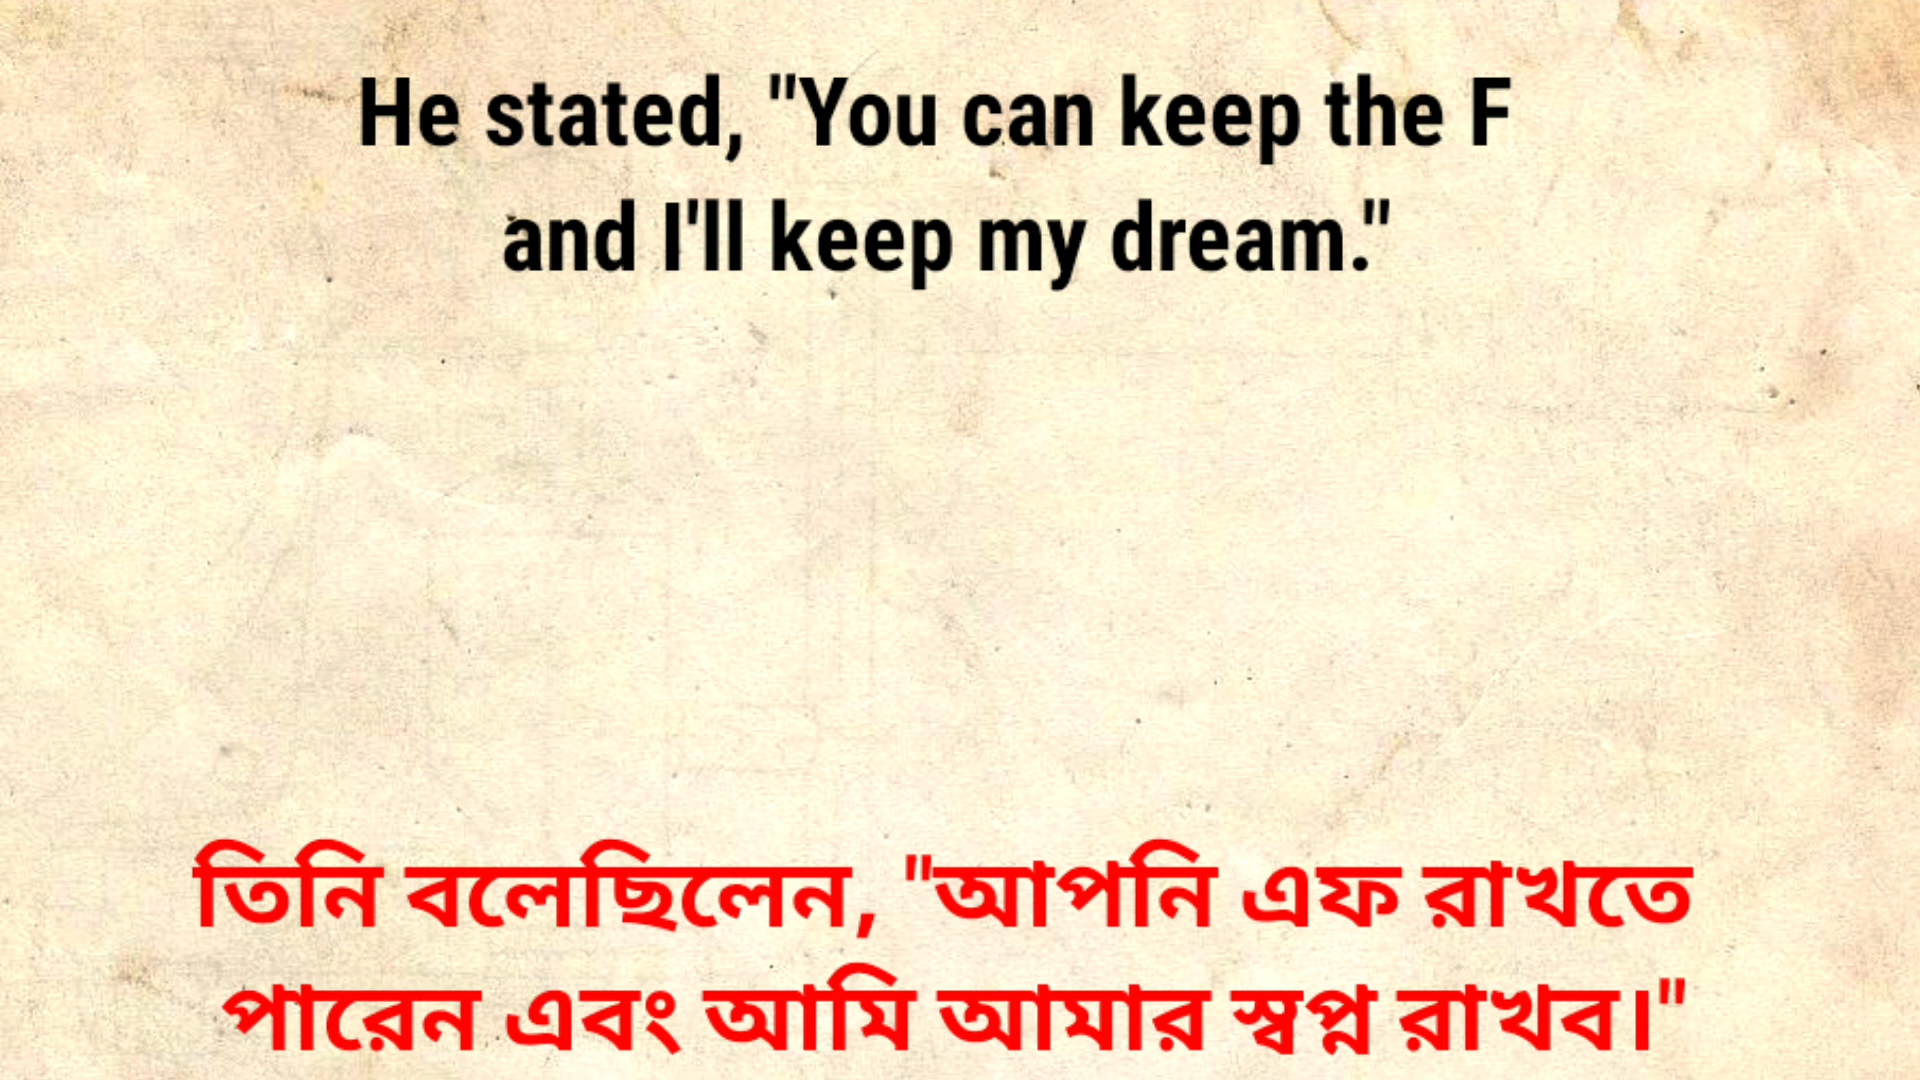 He stated, "You can keep the F
and I'll keep my dream."
তিনি বলেছিলেন, "আপনি এফ রাখতে
পারেন এবং আমি আমার স্বপ্ন রাখব।"